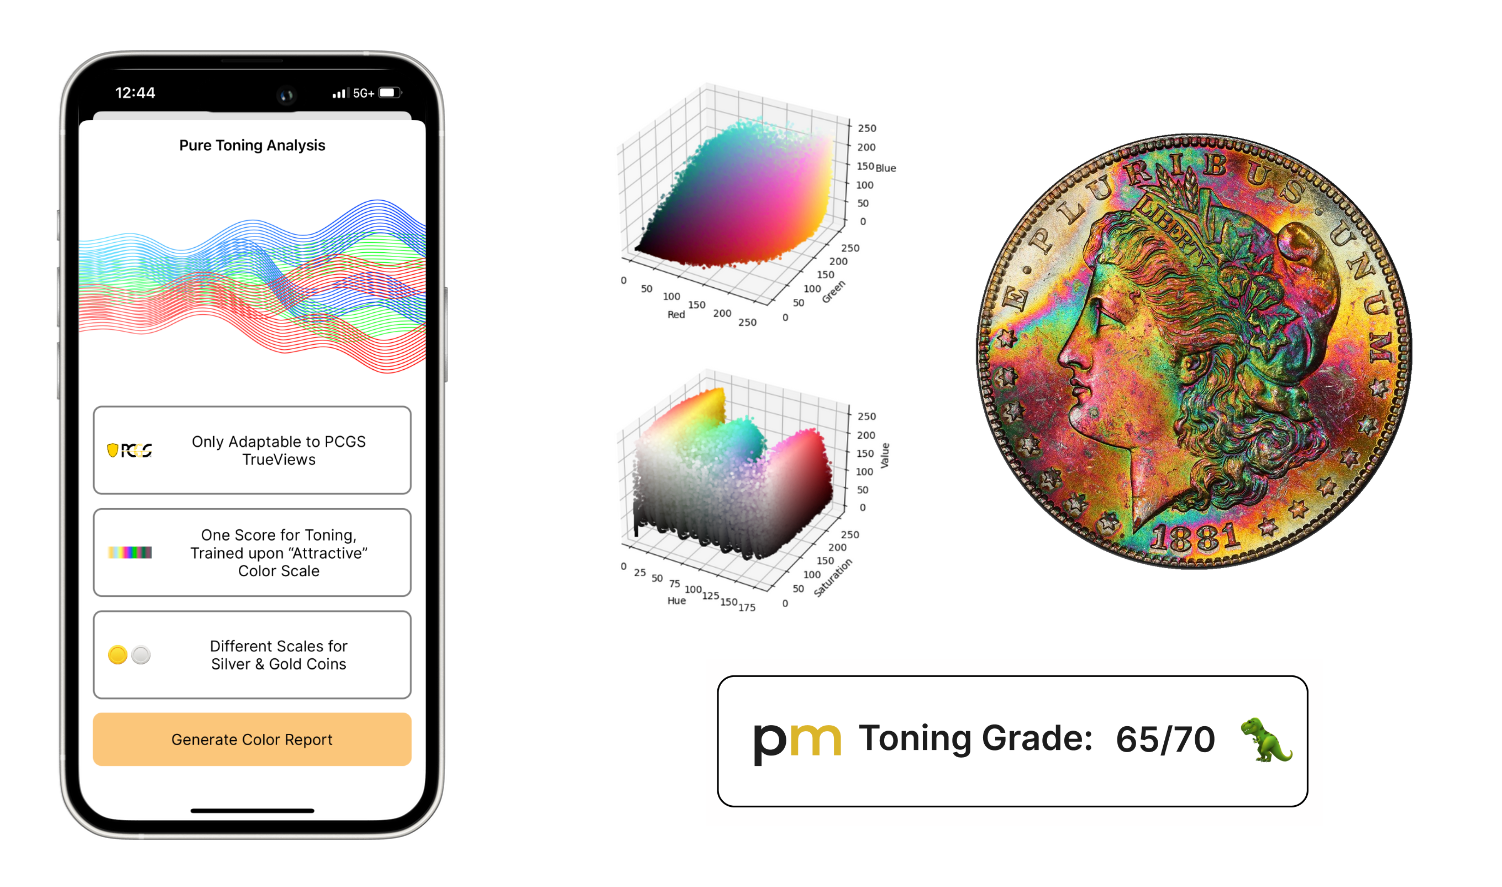 12:44
5G+
Pure Toning Analysis
PCGS
Only Adaptable to PCGS
TrueViews
One Score for Toning,
Trained upon “Attractive”
Color Scale
Different Scales for
Silver & Gold Coins
Generate Color Report
250
200
150
100
50
0
Blue
250
200
150
100
50
0
Green
0
50
100
150
200
250
Red
250
200
150
100
50
0
Value
250
200
150
100
50
0
Saturation
0
25
50
75
100
125
150
175
Hue
E·PLURIBUS·UNUM
LIBERTY
1881
pm Toning Grade: 65/70